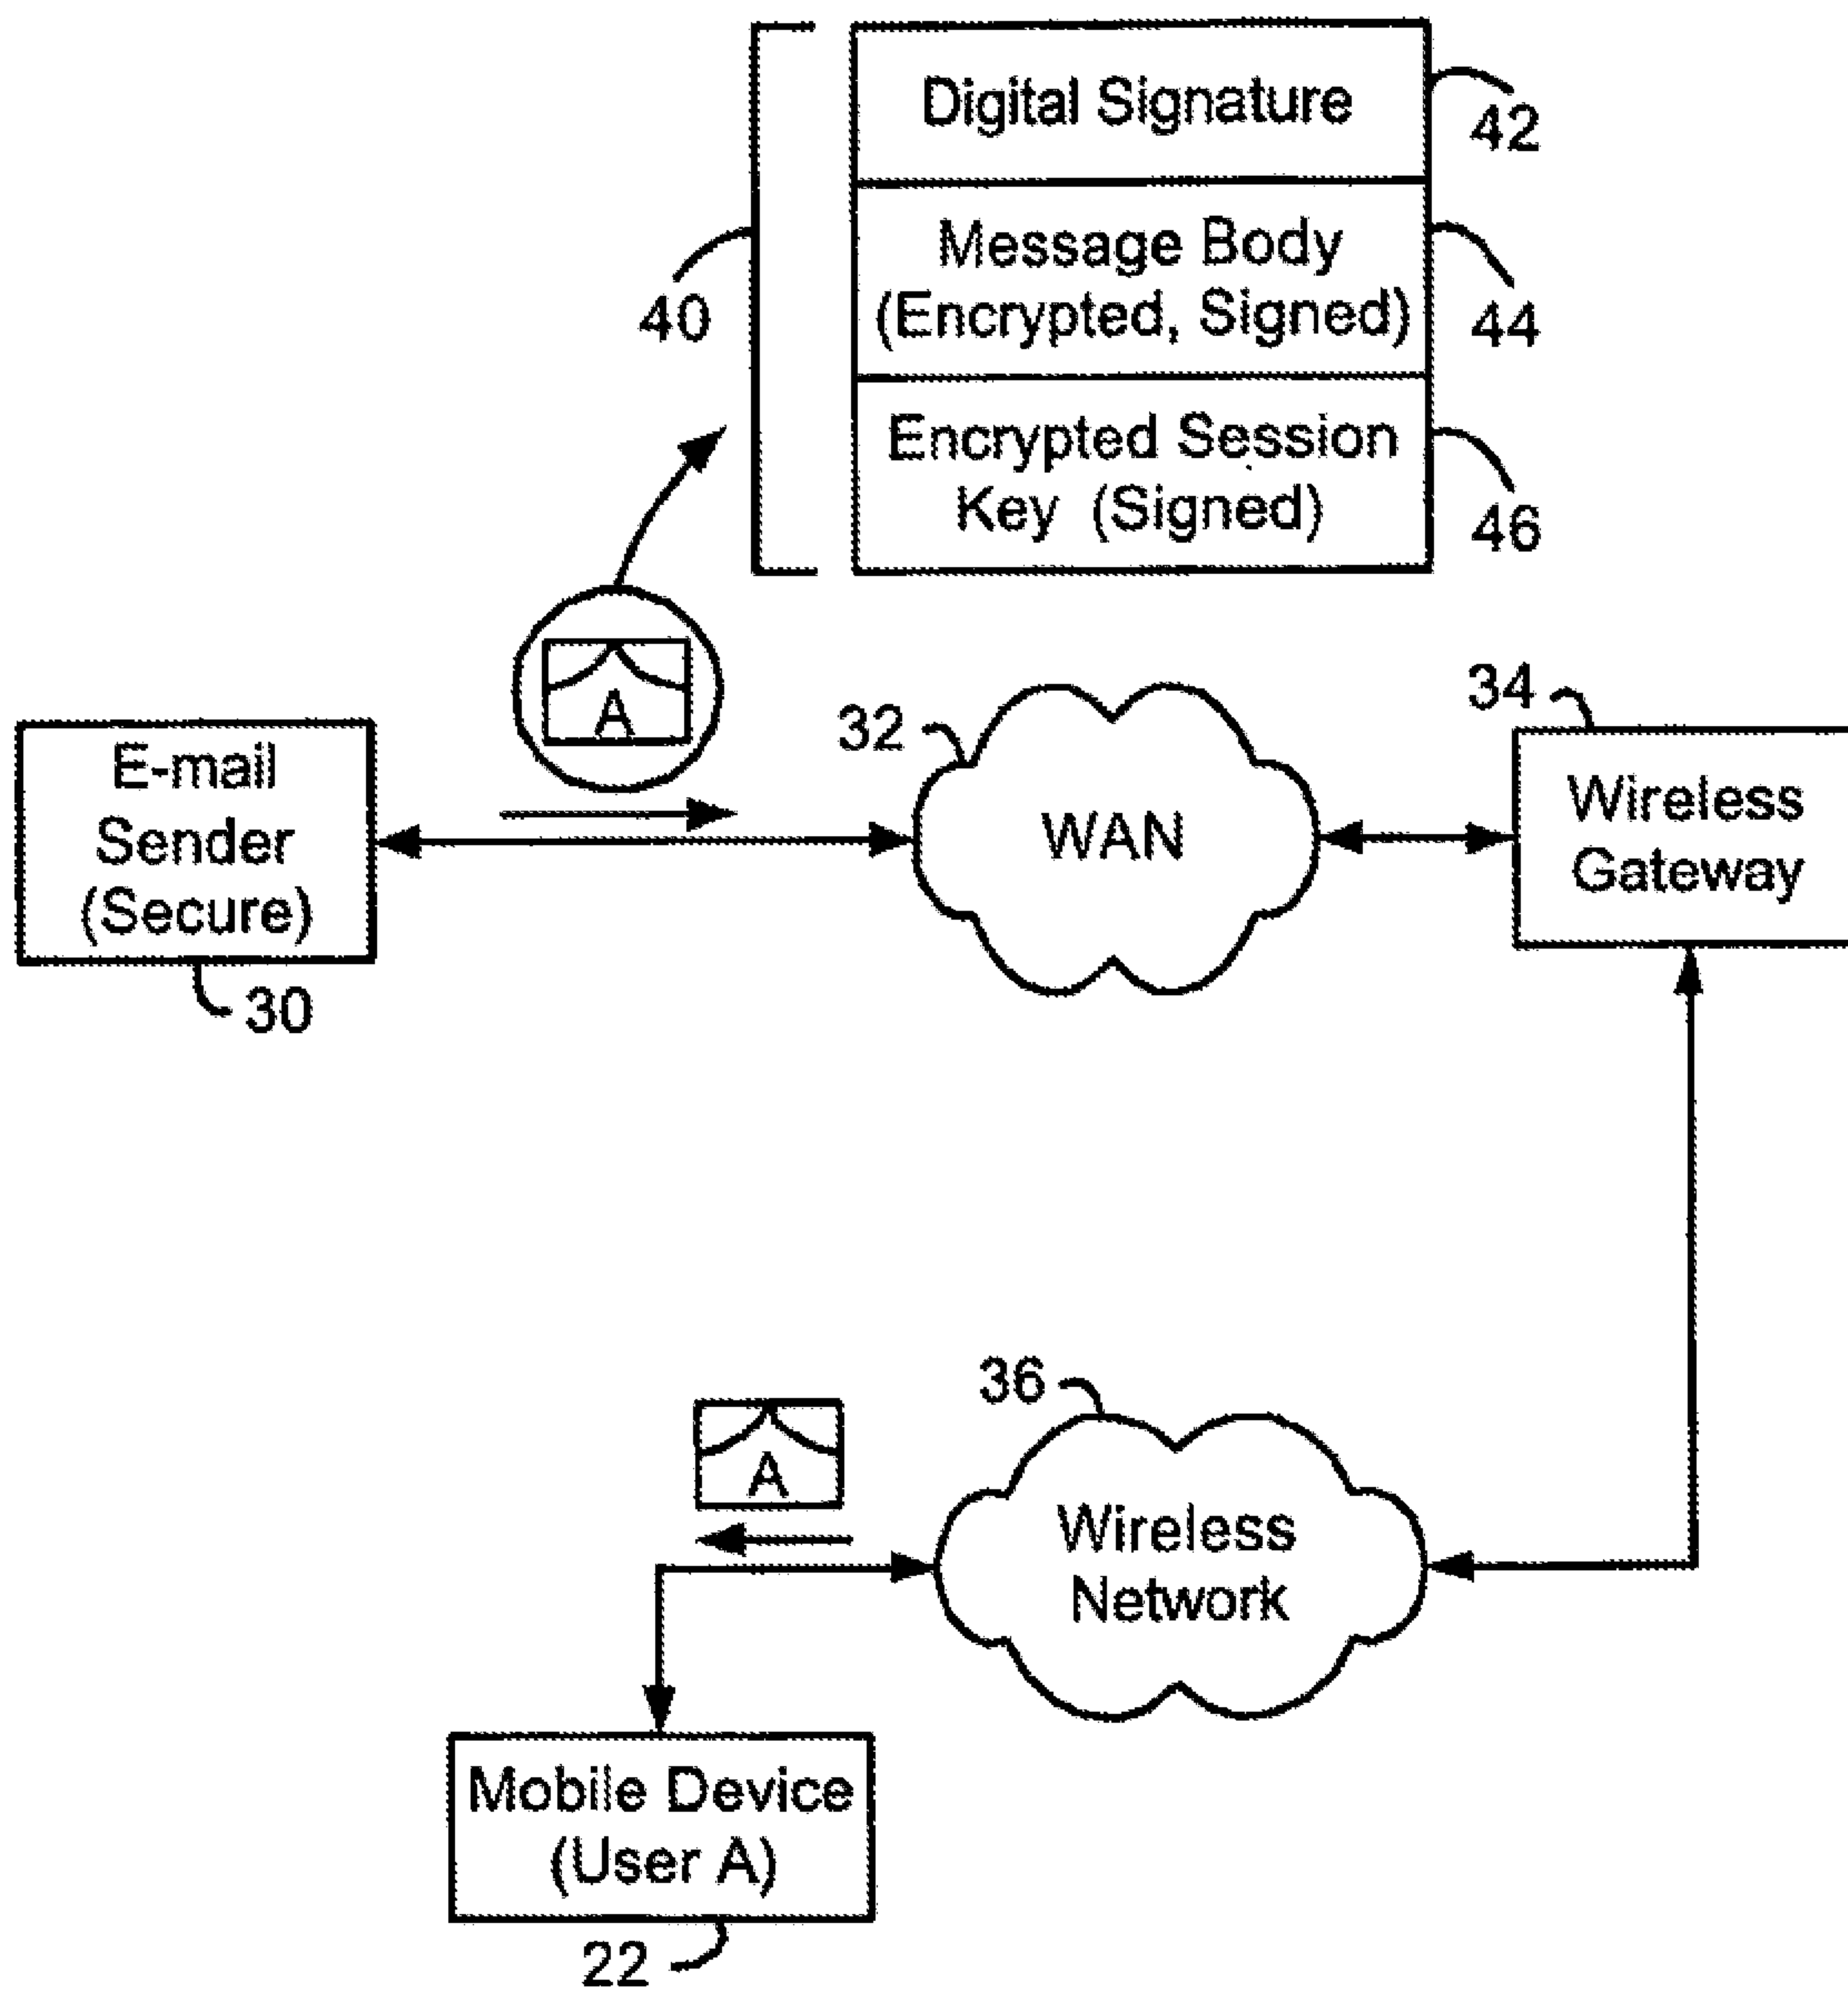 Digital Signature
42
Message Body
(Encrypted, Signed)
44
40
Encrypted Session
Key (Signed)
46
A
E-mail
Sender
(Secure)
30
32
WAN
34
Wireless
Gateway
36
A
Wireless
Network
Mobile Device
(User A)
22